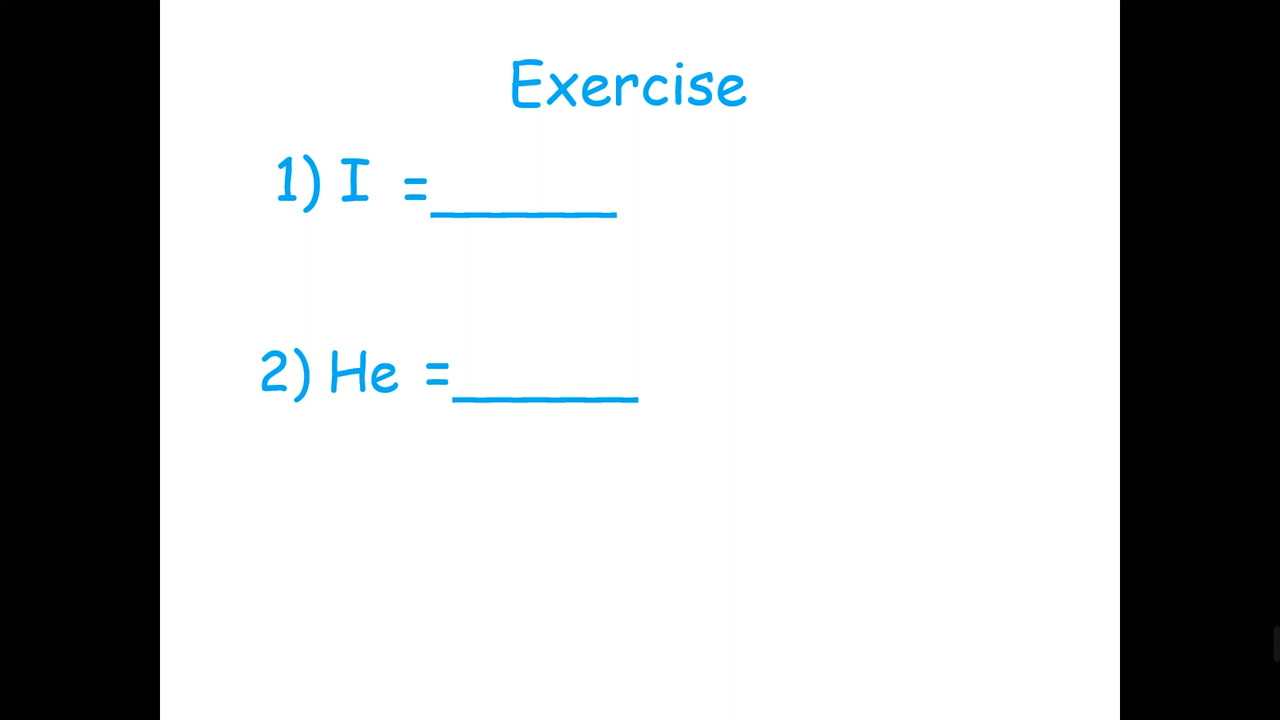 Exercise
1) I =______
2) He =______